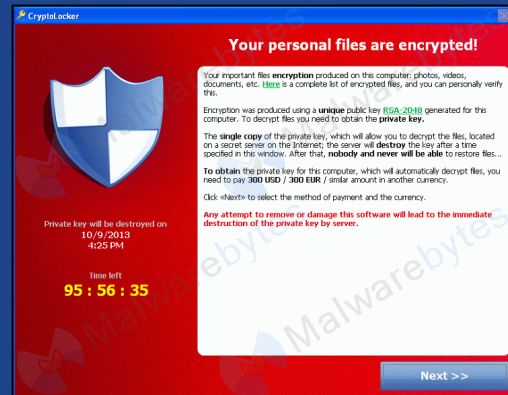 CryptoLocker
Your personal files are encrypted!
Your important files encryption produced on this computer: photos, videos,
documents, etc. Here is a complete list of encrypted files, and you can personally verify
this.
Encryption was produced using a unique public key RSA-2048 generated for this
computer. To decrypt files you need to obtain the private key.
The single copy of the private key, which will allow you to decrypt the files, located
on a secret server on the Internet; the server will destroy the key after a time
specified in this window. After that, nobody and never will be able to restore files...
To obtain the private key for this computer, which will automatically decrypt files, you
need to pay 300 USD / 300 EUR / similar amount in another currency.
Click «Next» to select the method of payment and the currency.
Any attempt to remove or damage this software will lead to the immediate
destruction of the private key by server.
Private key will be destroyed on
10/9/2013
4:25 PM
Time left
95 : 56 : 35
Next >>
Malwarebytes
Malwarebytes
Malwarebytes